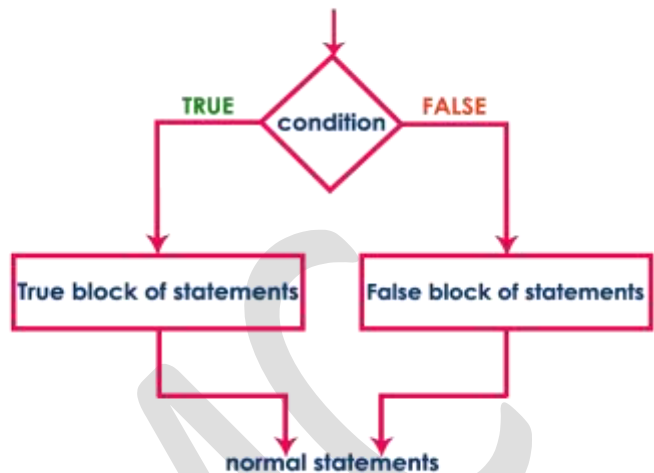 TRUE
FALSE
condition
True block of statements
False block of statements
normal statements